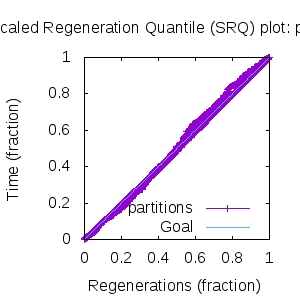 caled Regeneration Quantile (SRQ) plot: p
1
0.8
0.6
0.4
0.2
0
0
0.2
0.4
0.6
0.8
1
Time (fraction)
partitions
Goal
Regenerations (fraction)